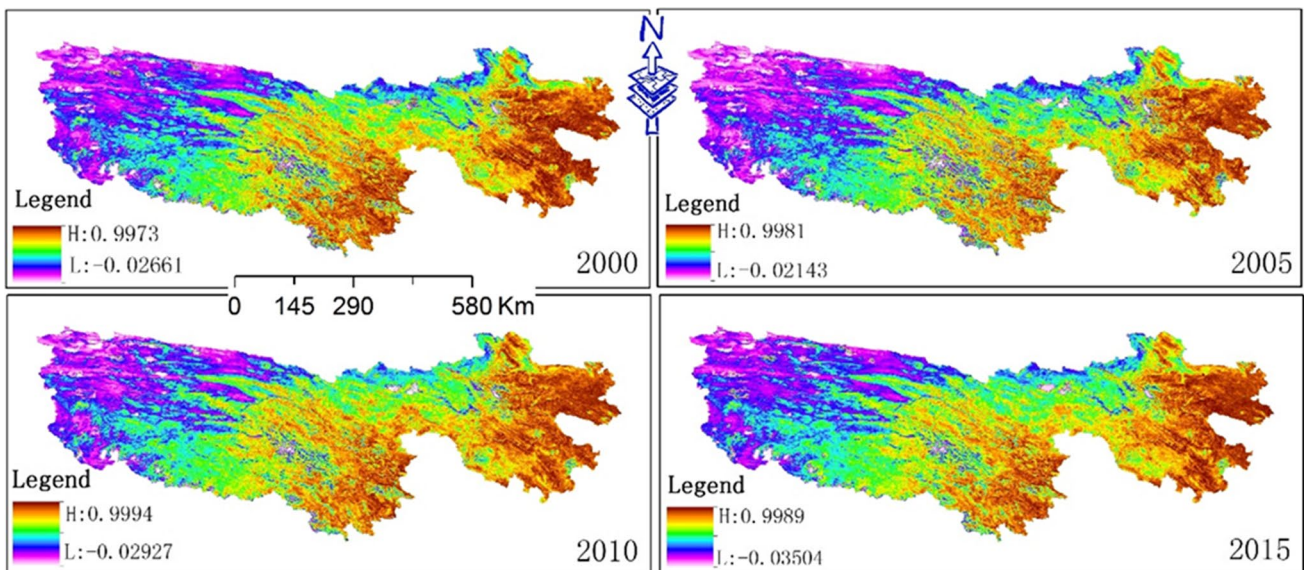 N
Legend
H:0.9973
L:-0.02661
2000
Legend
H:0.9981
L:-0.02143
2005
0 145 290 580 Km
Legend
H:0.9994
L:-0.02927
2010
Legend
H:0.9989
L:-0.03504
2015